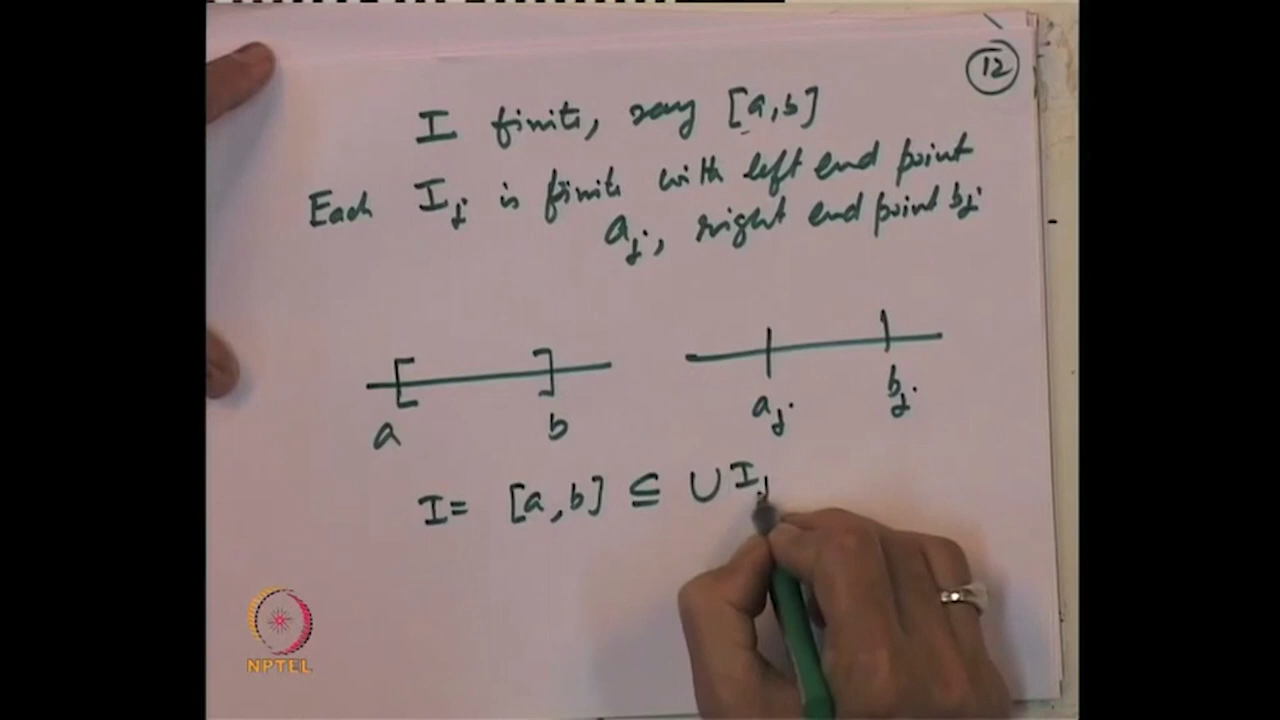 12
I finite, say [a,b]
Each I_j is finite with left end point
a_j, right end point b_j
a b a_j b_j
I = [a,b] ⊆ ∪ I_j
NPTEL